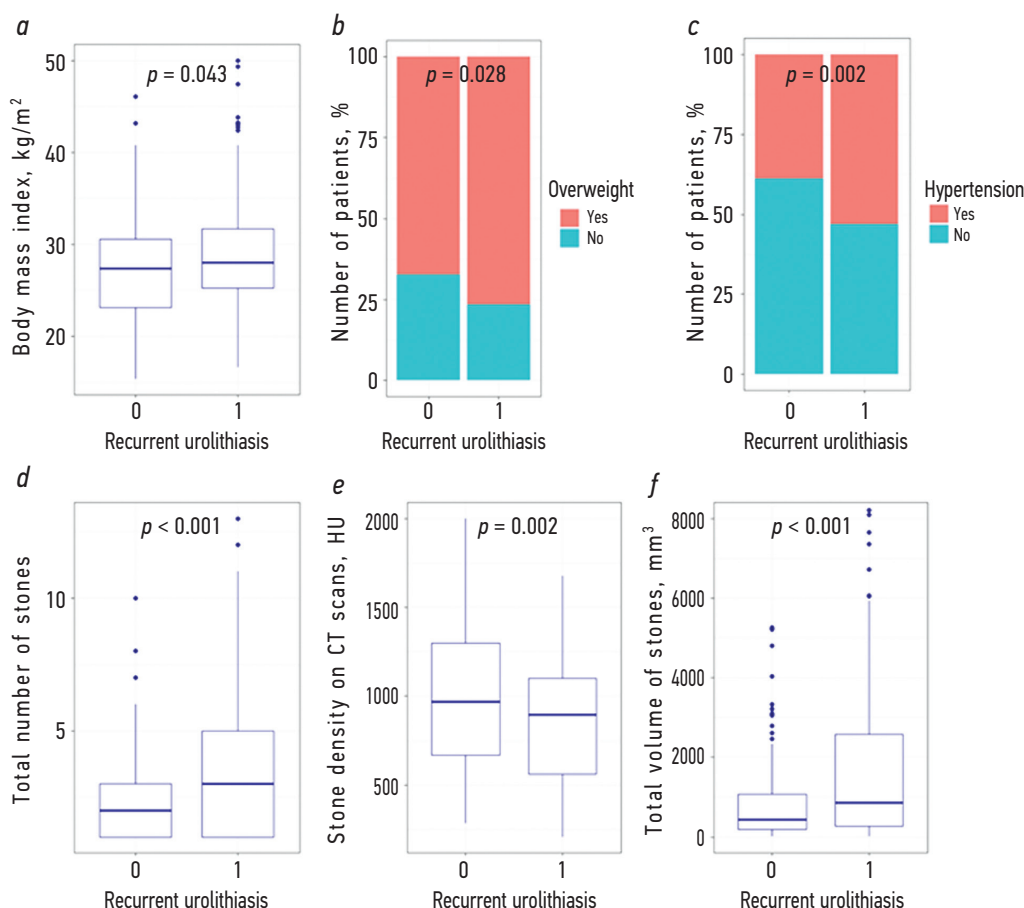 a
p = 0.043
Body mass index, kg/m²
50
40
30
20
0 1
Recurrent urolithiasis
b
p = 0.028
Number of patients, %
100
75
50
25
0
0 1
Recurrent urolithiasis
Overweight
Yes
No
c
p = 0.002
Number of patients, %
100
75
50
25
0
0 1
Recurrent urolithiasis
Hypertension
Yes
No
d
p < 0.001
Total number of stones
10
5
0 1
Recurrent urolithiasis
e
p = 0.002
Stone density on CT scans, HU
2000
1500
1000
500
0 1
Recurrent urolithiasis
f
p < 0.001
Total volume of stones, mm³
8000
6000
4000
2000
0
0 1
Recurrent urolithiasis